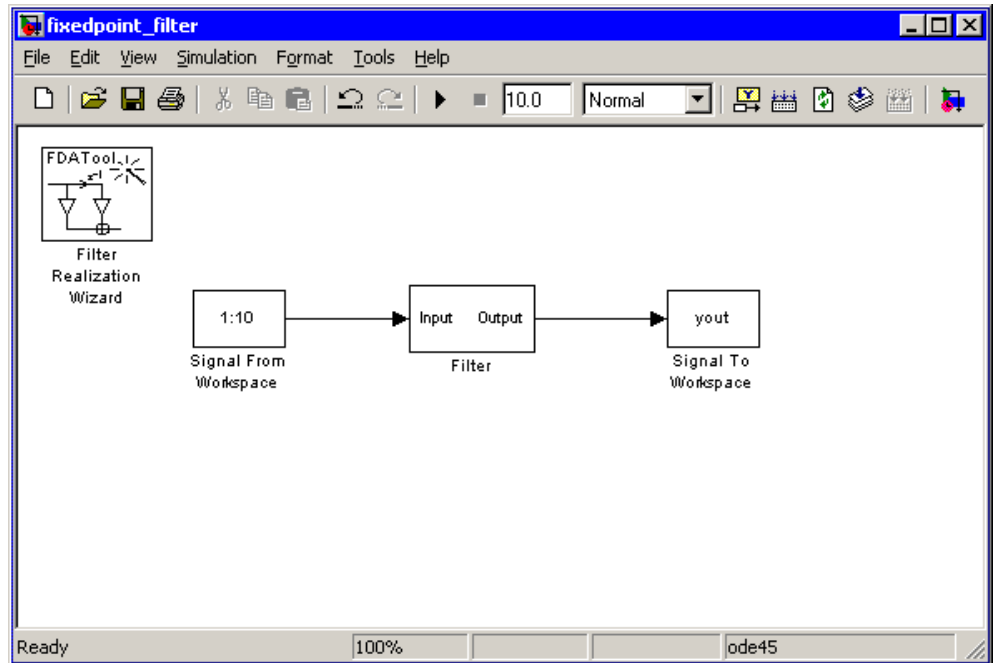 fixedpoint_filter
File Edit View Simulation Format Tools Help
10.0 Normal
FDATool
z-1
Filter
Realization
Wizard
1:10
Signal From
Workspace
Input Output
Filter
yout
Signal To
Workspace
Ready 100% ode45